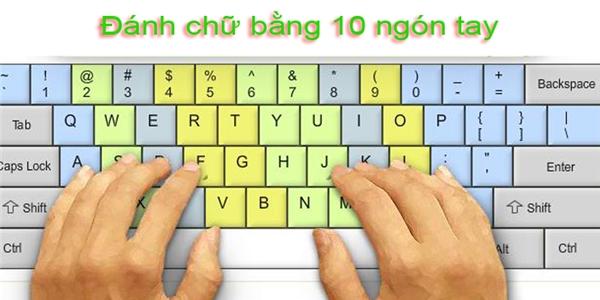 Đánh chữ bằng 10 ngón tay
~ ` ! 1 @ 2 # 3 $ 4 % 5 ^ 6 & 7 * 8 ( 9 ) 0 _ - + = Backspace
Tab Q W E R T Y U I O P { [ } ] | \
Caps Lock A S D F G H J K L : ; " ' Enter
Shift V B N M Shift
Ctrl Alt Ctrl